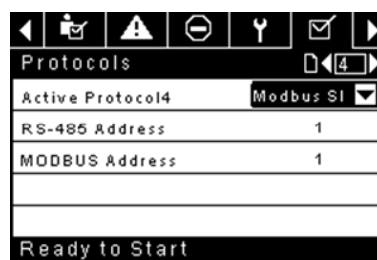 Protocols
4
Active Protocol4 Modbus Sl
RS-485 Address 1
MODBUS Address 1
Ready to Start